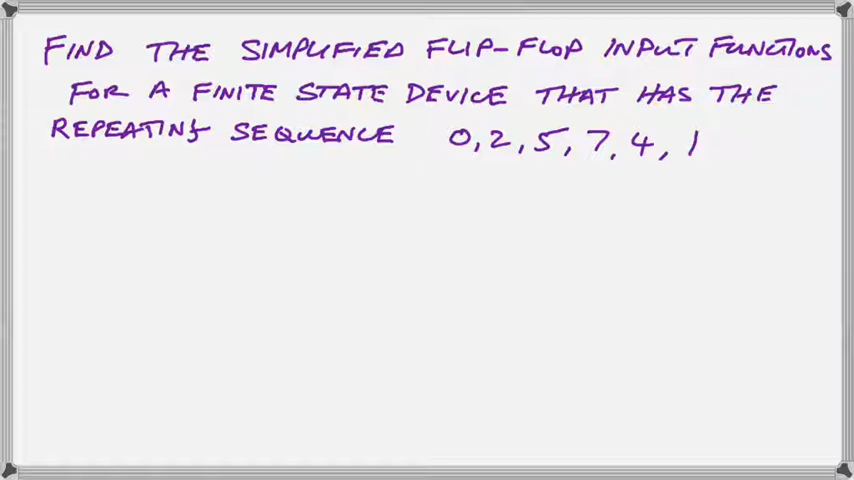 FIND THE SIMPLIFIED FLIP-FLOP INPUT FUNCTIONS
FOR A FINITE STATE DEVICE THAT HAS THE
REPEATING SEQUENCE 0, 2, 5, 7, 4, 1